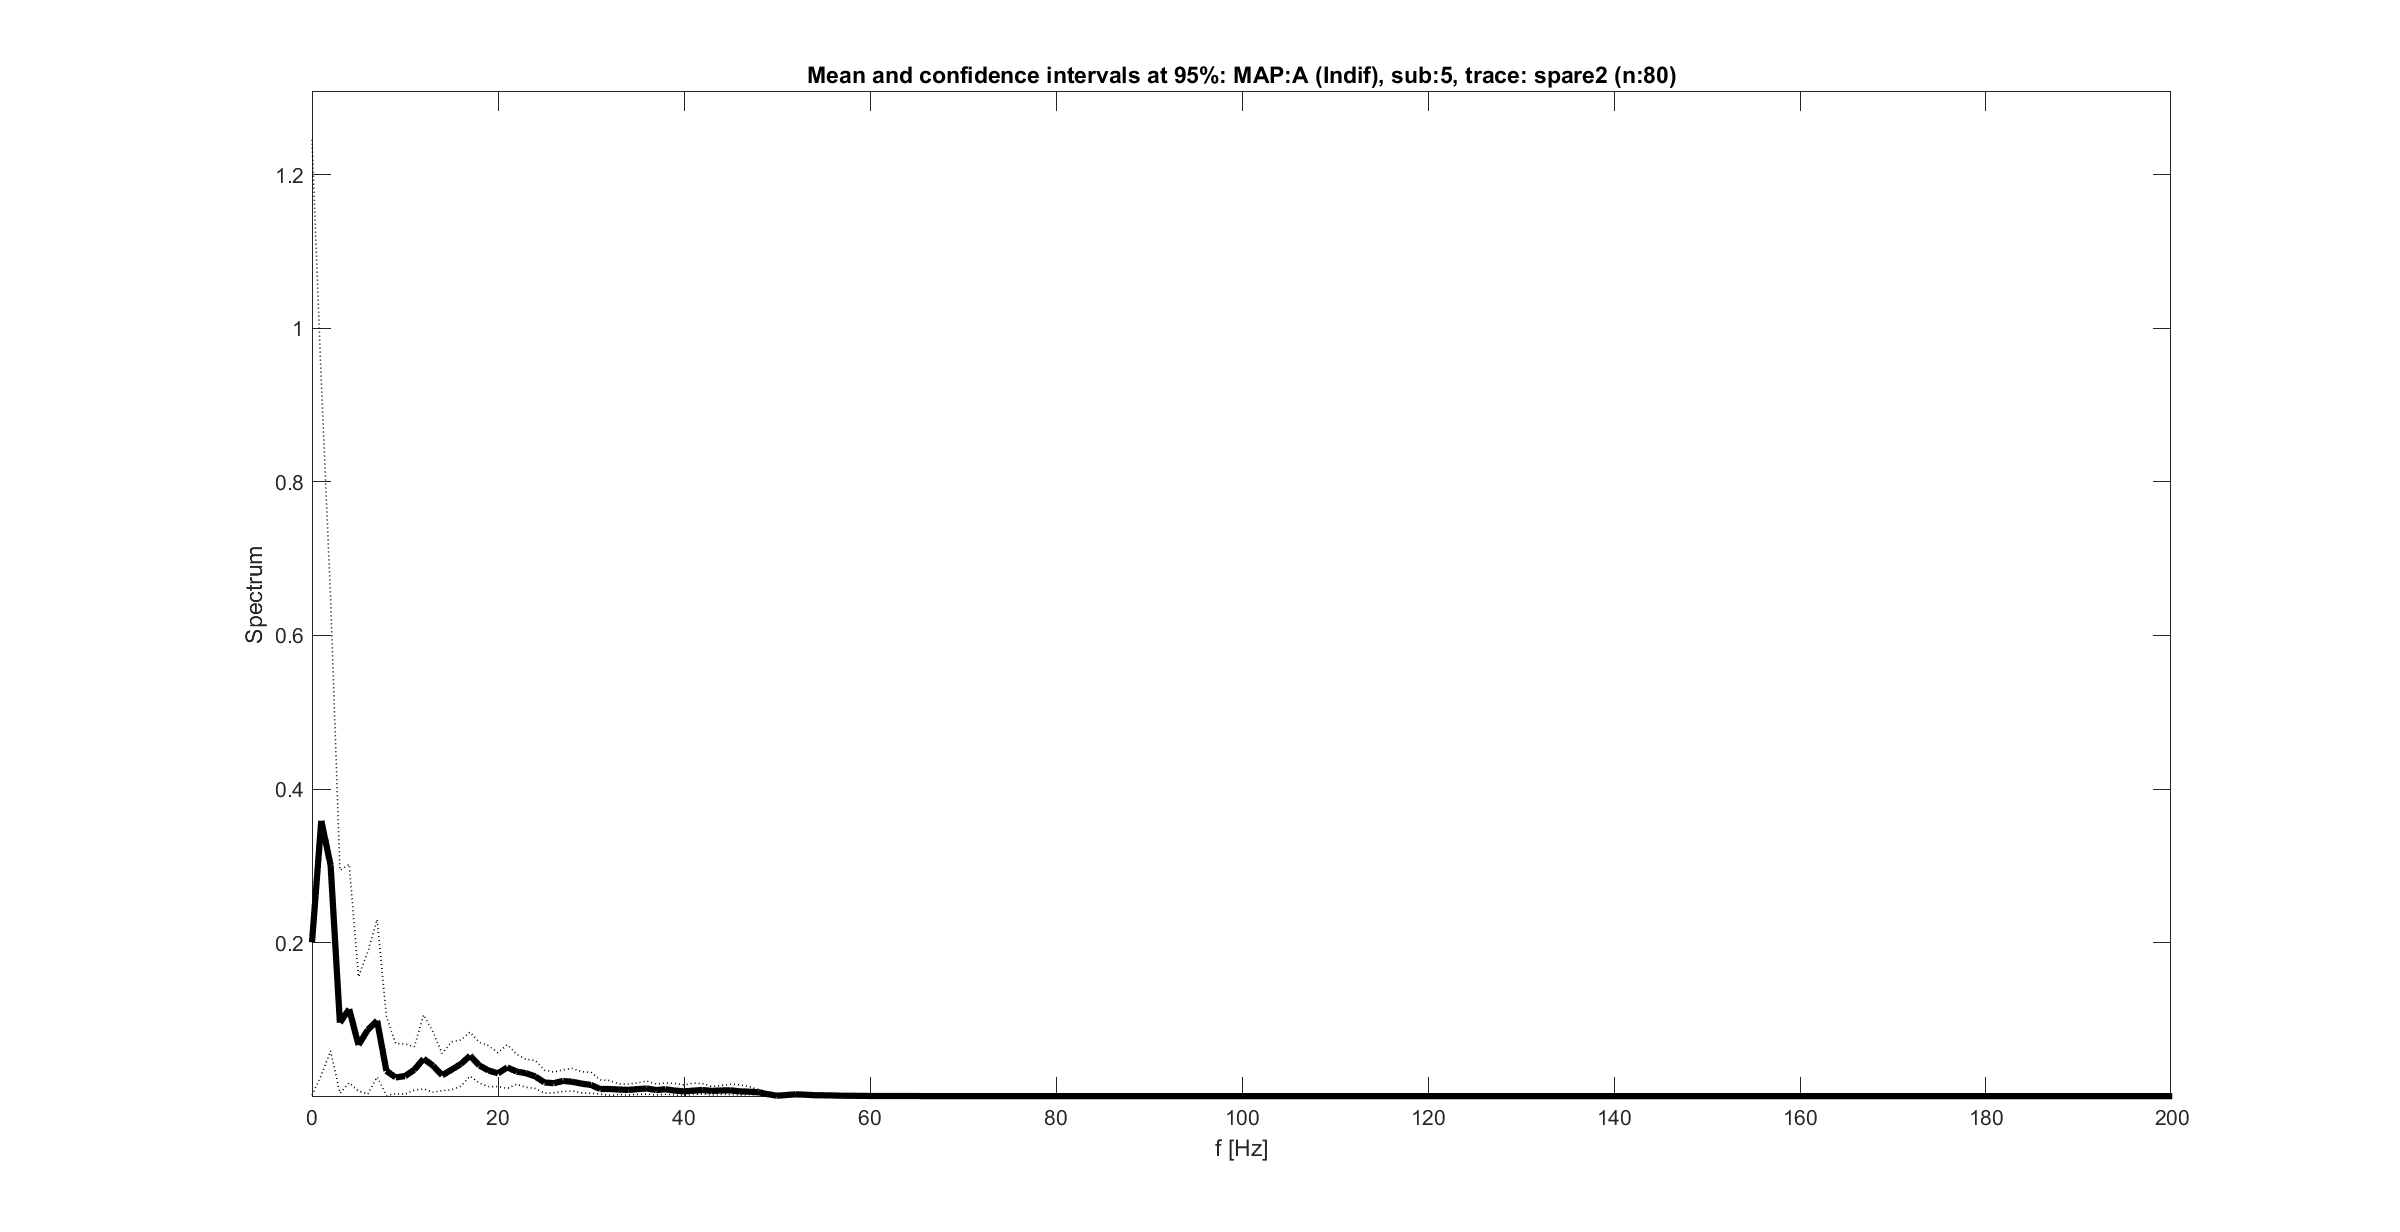 Mean and confidence intervals at 95%: MAP:A (Indif), sub:5, trace: spare2 (n:80)
1.2
1
0.8
0.6
0.4
0.2
Spectrum
0 20 40 60 80 100 120 140 160 180 200
f [Hz]